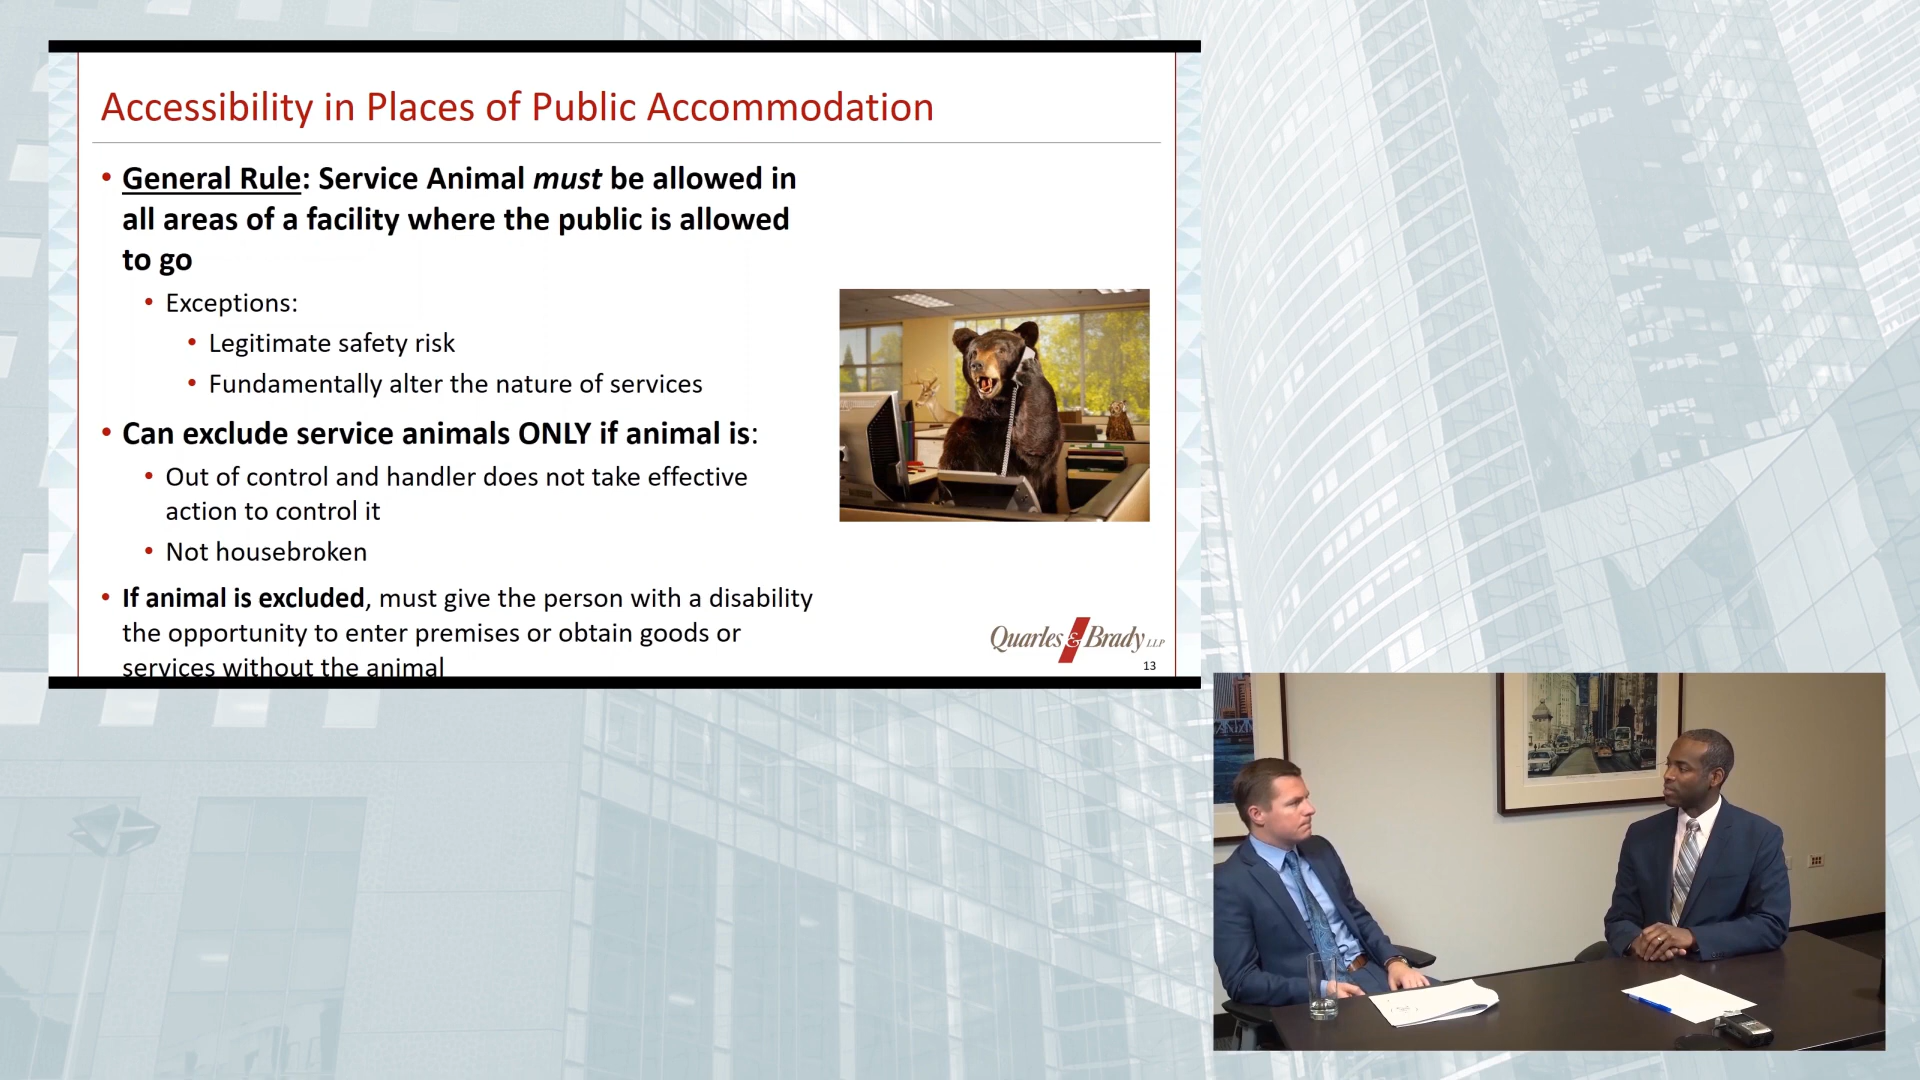 Accessibility in Places of Public Accommodation
• General Rule: Service Animal must be allowed in
all areas of a facility where the public is allowed
to go
• Exceptions:
• Legitimate safety risk
• Fundamentally alter the nature of services
• Can exclude service animals ONLY if animal is:
• Out of control and handler does not take effective
action to control it
• Not housebroken
• If animal is excluded, must give the person with a disability
the opportunity to enter premises or obtain goods or
services without the animal
Quarles & Brady LLP
13